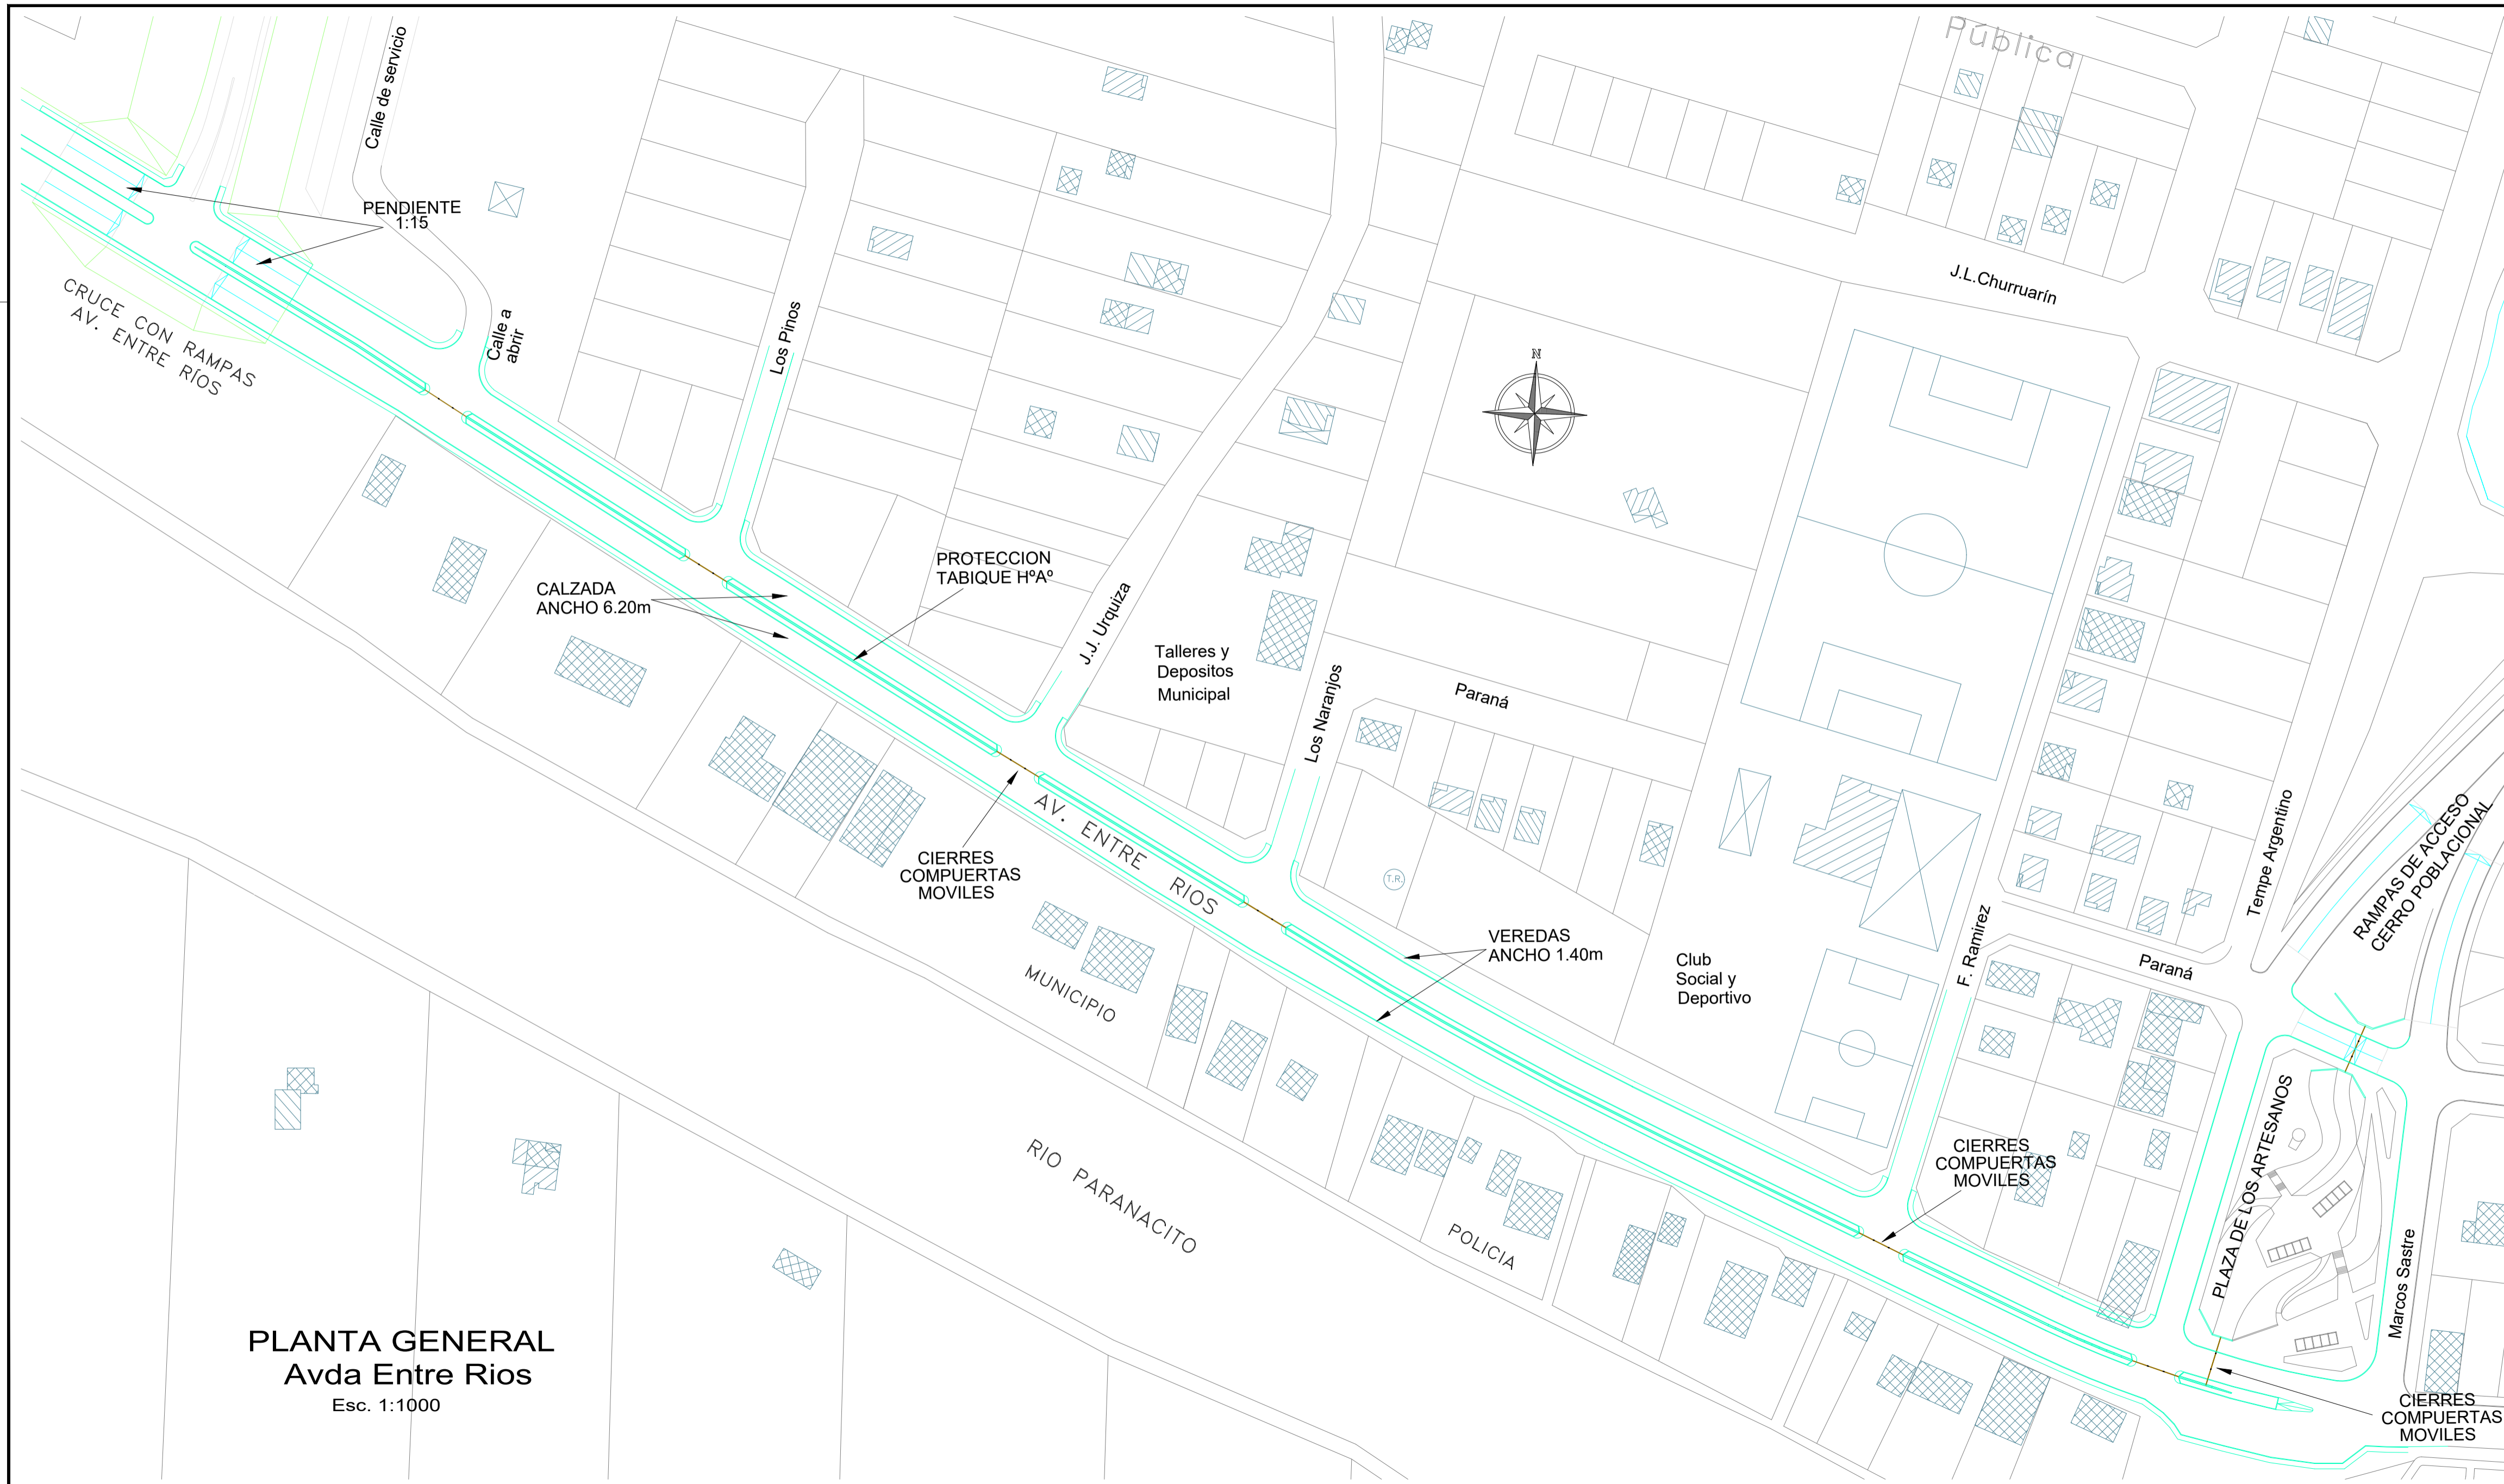 Pública
Calle de servicio
PENDIENTE
1:15
CRUCE CON RAMPAS
AV. ENTRE RÍOS
Calle a
abrir
Los Pinos
J.L.Churruarín
N
PROTECCION
TABIQUE HºAº
CALZADA
ANCHO 6.20m
J.J. Urquiza
Talleres y
Depositos
Municipal
Los Naranjos
Paraná
Tempe Argentino
RAMPAS DE ACCESO
CERRO POBLACIONAL
AV. ENTRE RIOS
CIERRES
COMPUERTAS
MOVILES
T.R.
VEREDAS
ANCHO 1.40m
Club
Social y
Deportivo
F. Ramirez
Paraná
MUNICIPIO
RIO PARANACITO
POLICIA
CIERRES
COMPUERTAS
MOVILES
PLAZA DE LOS ARTESANOS
Marcos Sastre
PLANTA GENERAL
Avda Entre Rios
Esc. 1:1000
CIERRES
COMPUERTAS
MOVILES